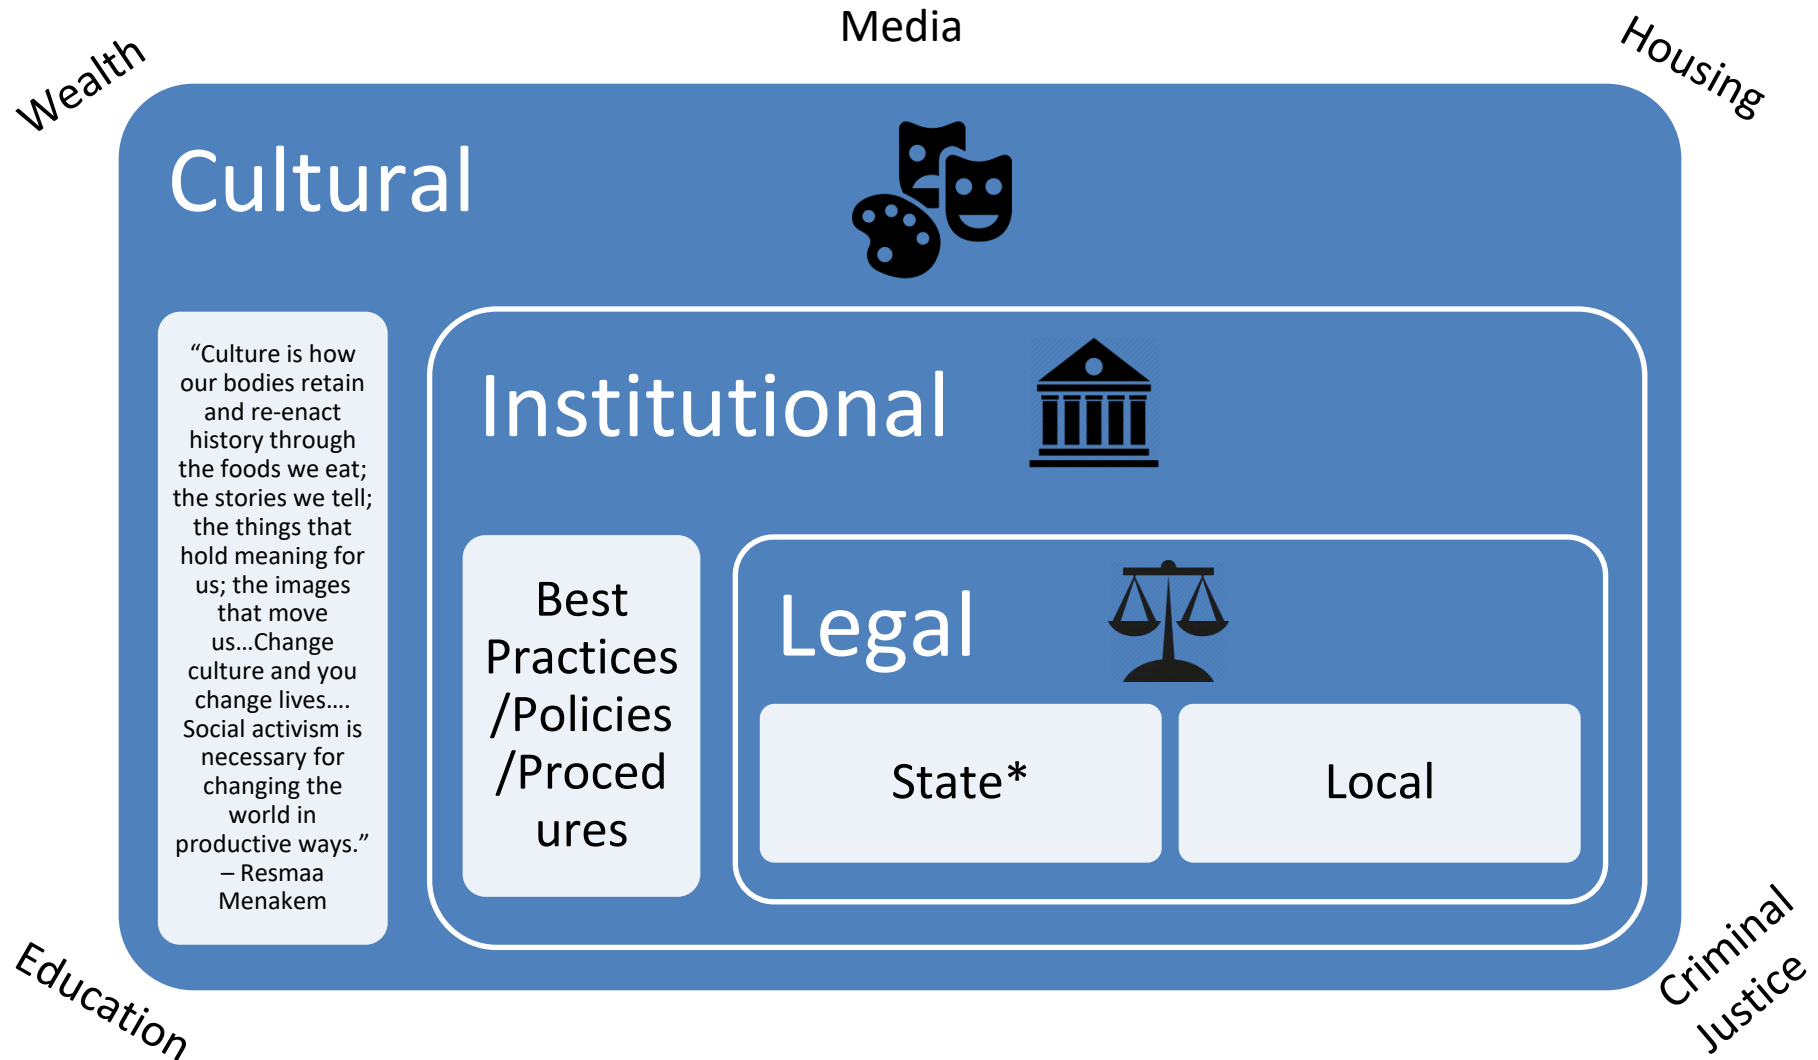 Media
Wealth
Housing
Cultural
“Culture is how
our bodies retain
and re-enact
history through
the foods we eat;
the stories we tell;
the things that
hold meaning for
us; the images
that move
us...Change
culture and you
change lives....
Social activism is
necessary for
changing the
world in
productive ways.”
– Resmaa
Menakem
Institutional
Best
Practices
/Policies
/Proced
ures
Legal
State*
Local
Education
Criminal
Justice